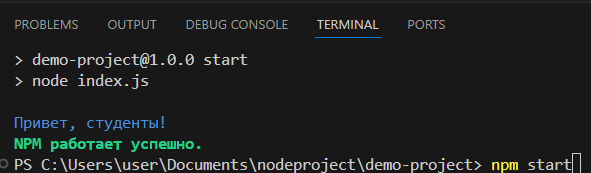 PROBLEMS OUTPUT DEBUG CONSOLE TERMINAL PORTS
> demo-project@1.0.0 start
> node index.js
Привет, студенты!
NPM работает успешно.
PS C:\Users\user\Documents\nodeproject\demo-project> npm start